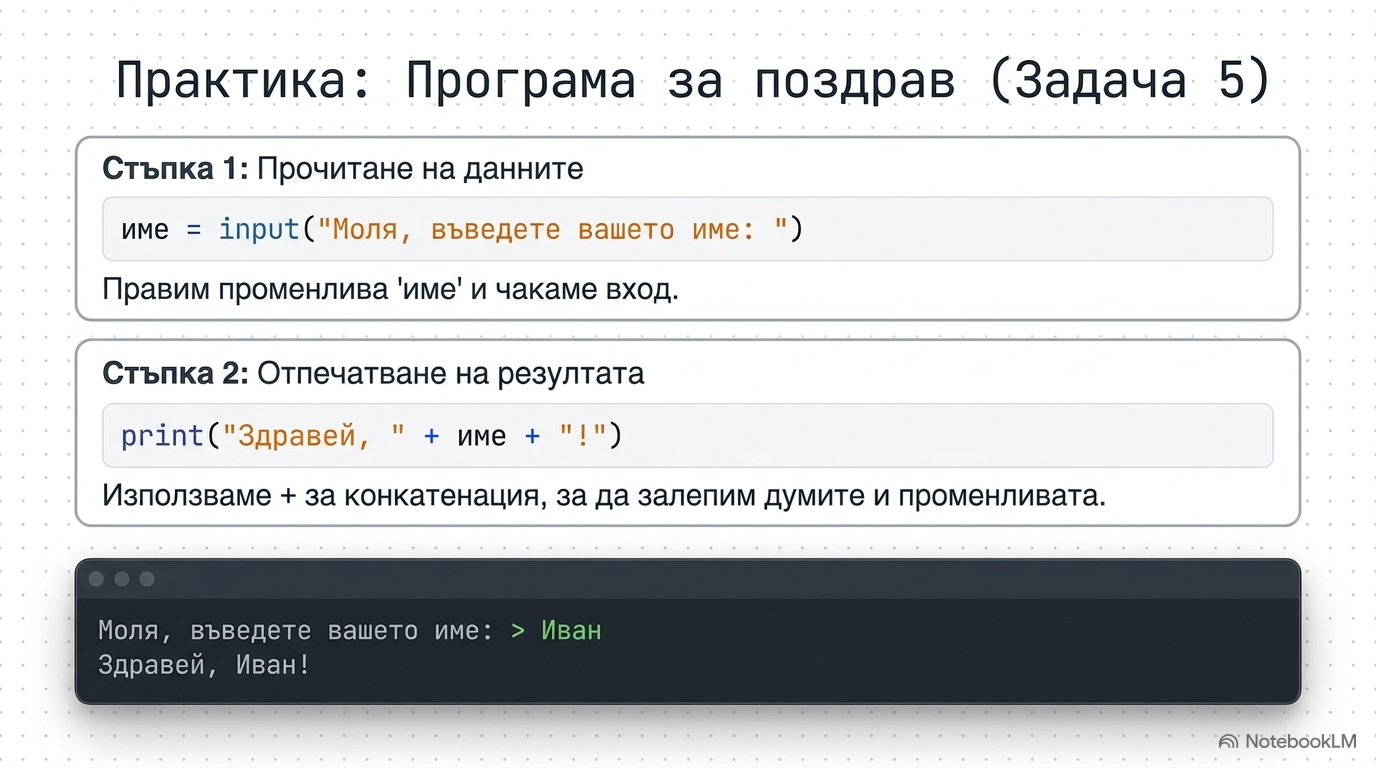 Практика: Програма за поздрав (Задача 5)
Стъпка 1: Прочитане на данните
име = input("Моля, въведете вашето име: ")
Правим променлива 'име' и чакаме вход.
Стъпка 2: Отпечатване на резултата
print("Здравей, " + име + "!")
Използваме + за конкатенация, за да залепим думите и променливата.
Моля, въведете вашето име: > Иван
Здравей, Иван!
NotebookLM